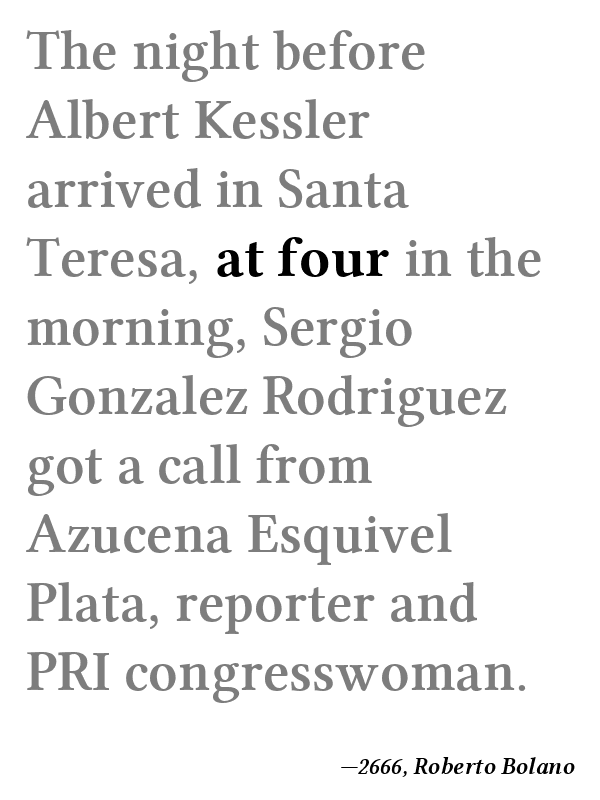 The night before
Albert Kessler
arrived in Santa
Teresa, at four in the
morning, Sergio
Gonzalez Rodriguez
got a call from
Azucena Esquivel
Plata, reporter and
PRI congresswoman.
—2666, Roberto Bolano